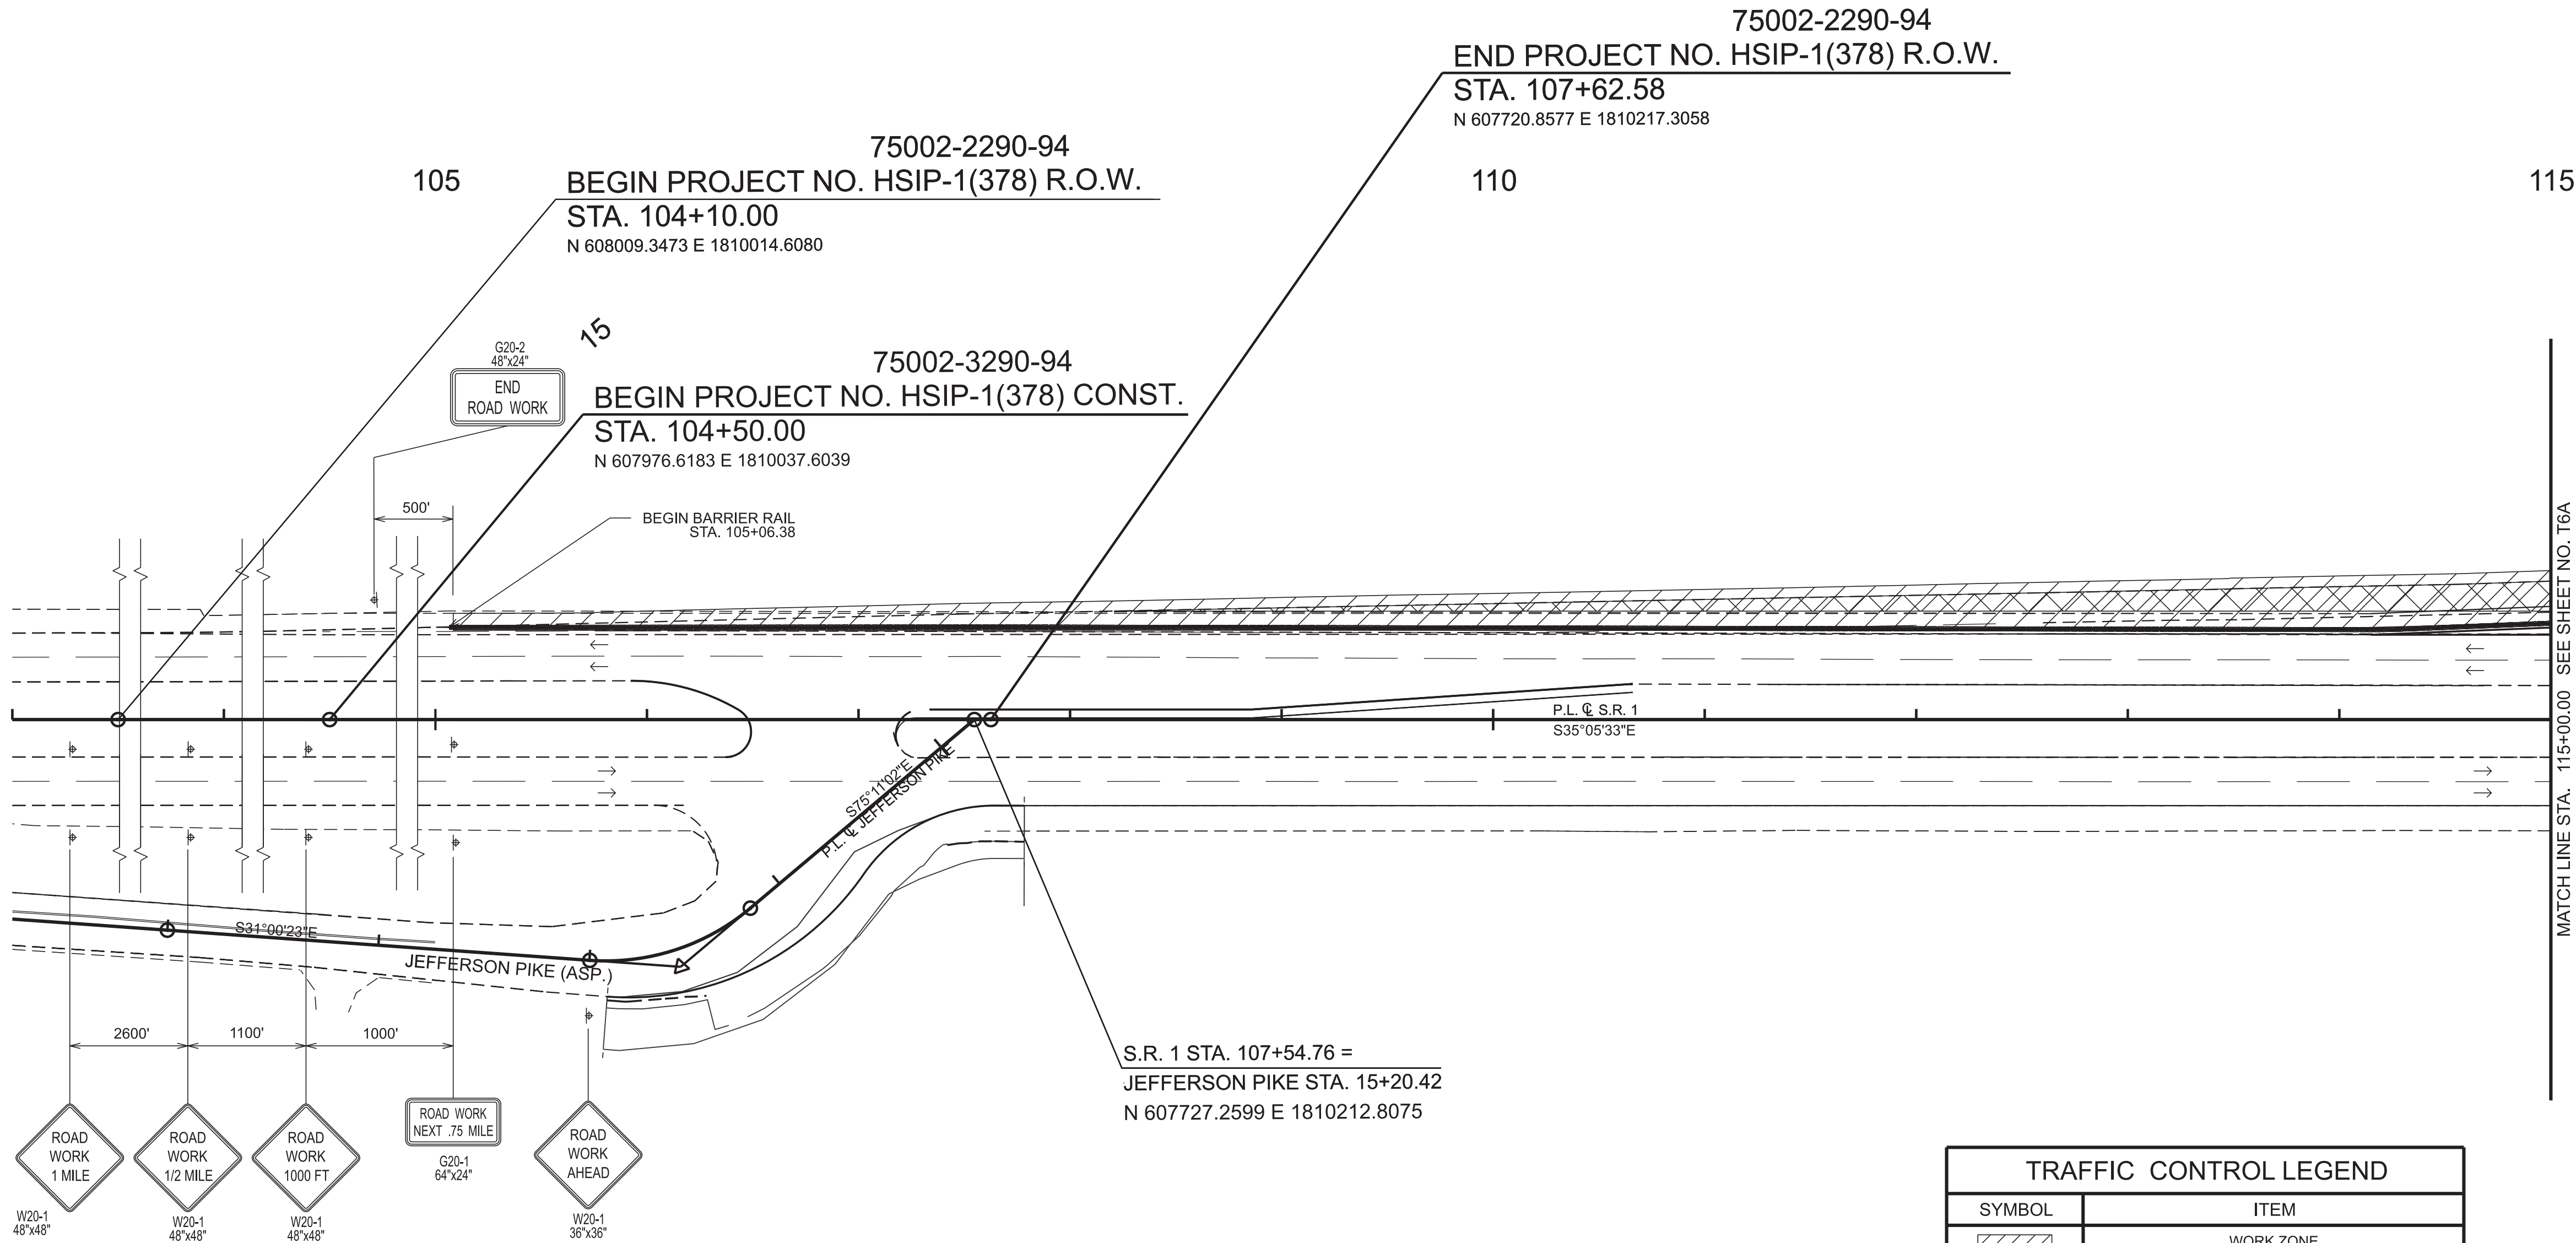 75002-2290-94
END PROJECT NO. HSIP-1(378) R.O.W.
STA. 107+62.58
N 607720.8577 E 1810217.3058
75002-2290-94
BEGIN PROJECT NO. HSIP-1(378) R.O.W.
STA. 104+10.00
N 608009.3473 E 1810014.6080
105
110
115
15
G20-2
48"x24"
END
ROAD WORK
75002-3290-94
BEGIN PROJECT NO. HSIP-1(378) CONST.
STA. 104+50.00
N 607976.6183 E 1810037.6039
500'
BEGIN BARRIER RAIL
STA. 105+06.38
P.L. ℄ S.R. 1
S35°05'33"E
S75°11'02"E
P.L. ℄ JEFFERSON PIKE
MATCH LINE STA. 115+00.00 SEE SHEET NO. T6A
S31°00'23"E
JEFFERSON PIKE (ASP.)
2600'
1100'
1000'
S.R. 1 STA. 107+54.76 =
JEFFERSON PIKE STA. 15+20.42
N 607727.2599 E 1810212.8075
ROAD
WORK
1 MILE
W20-1
48"x48"
ROAD
WORK
1/2 MILE
W20-1
48"x48"
ROAD
WORK
1000 FT
W20-1
48"x48"
ROAD WORK
NEXT .75 MILE
G20-1
64"x24"
ROAD
WORK
AHEAD
W20-1
36"x36"
TRAFFIC CONTROL LEGEND
SYMBOL ITEM
WORK ZONE